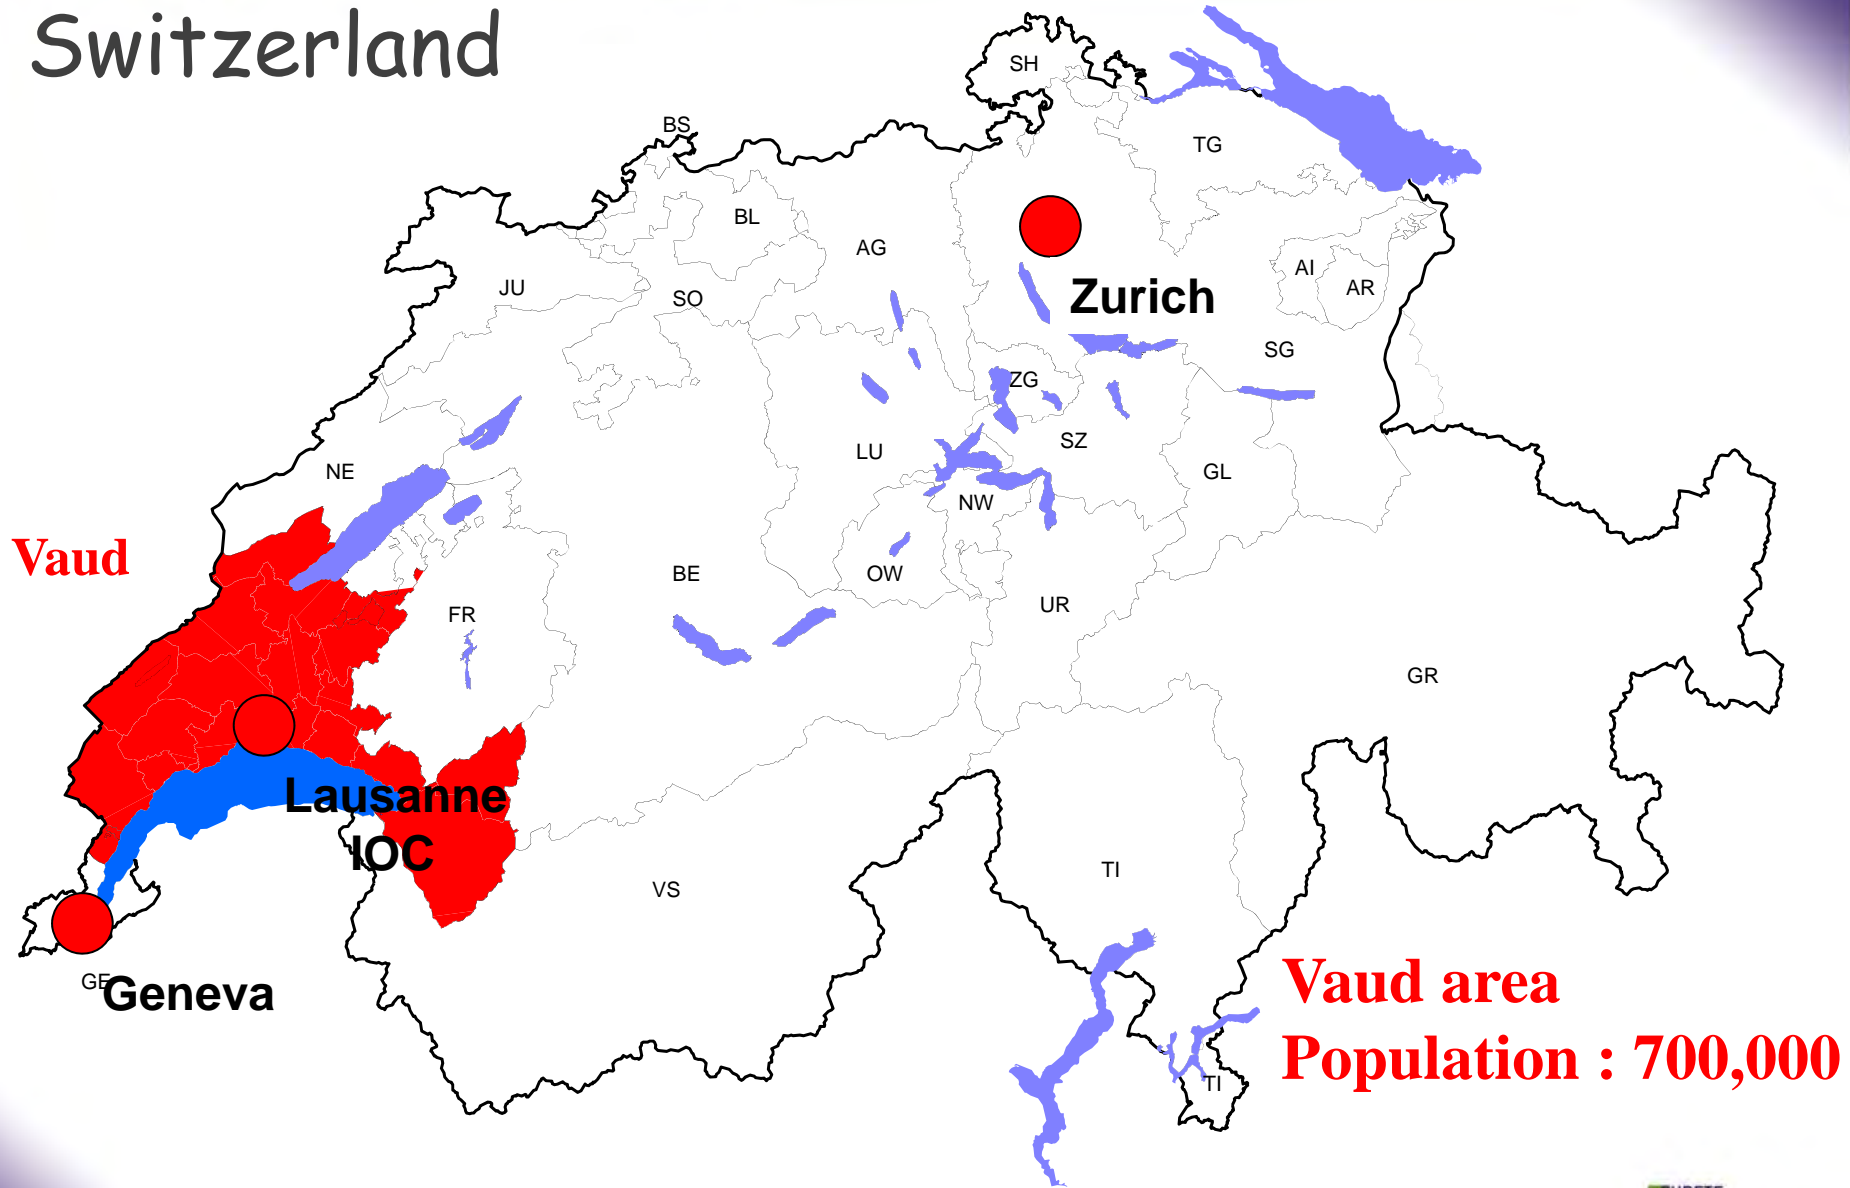 Switzerland
SH
BS
TG
BL
AG
AI
JU
AR
SO
Zurich
SG
ZG
SZ
LU
NE
GL
NW
Vaud
BE
OW
UR
FR
GR
Lausanne
IOC
TI
VS
GE
Geneva
Vaud area
Population : 700,000
TI